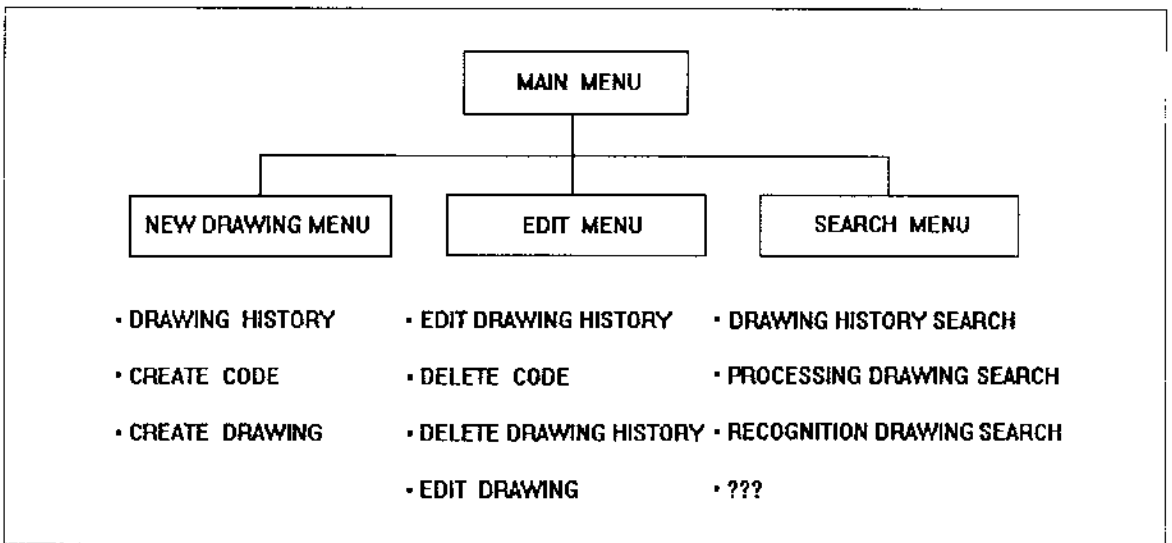 MAIN MENU
NEW DRAWING MENU
EDIT MENU
SEARCH MENU
· DRAWING HISTORY
· CREATE CODE
· CREATE DRAWING
· EDIT DRAWING HISTORY
· DELETE CODE
· DELETE DRAWING HISTORY
· EDIT DRAWING
· DRAWING HISTORY SEARCH
· PROCESSING DRAWING SEARCH
· RECOGNITION DRAWING SEARCH
· ???